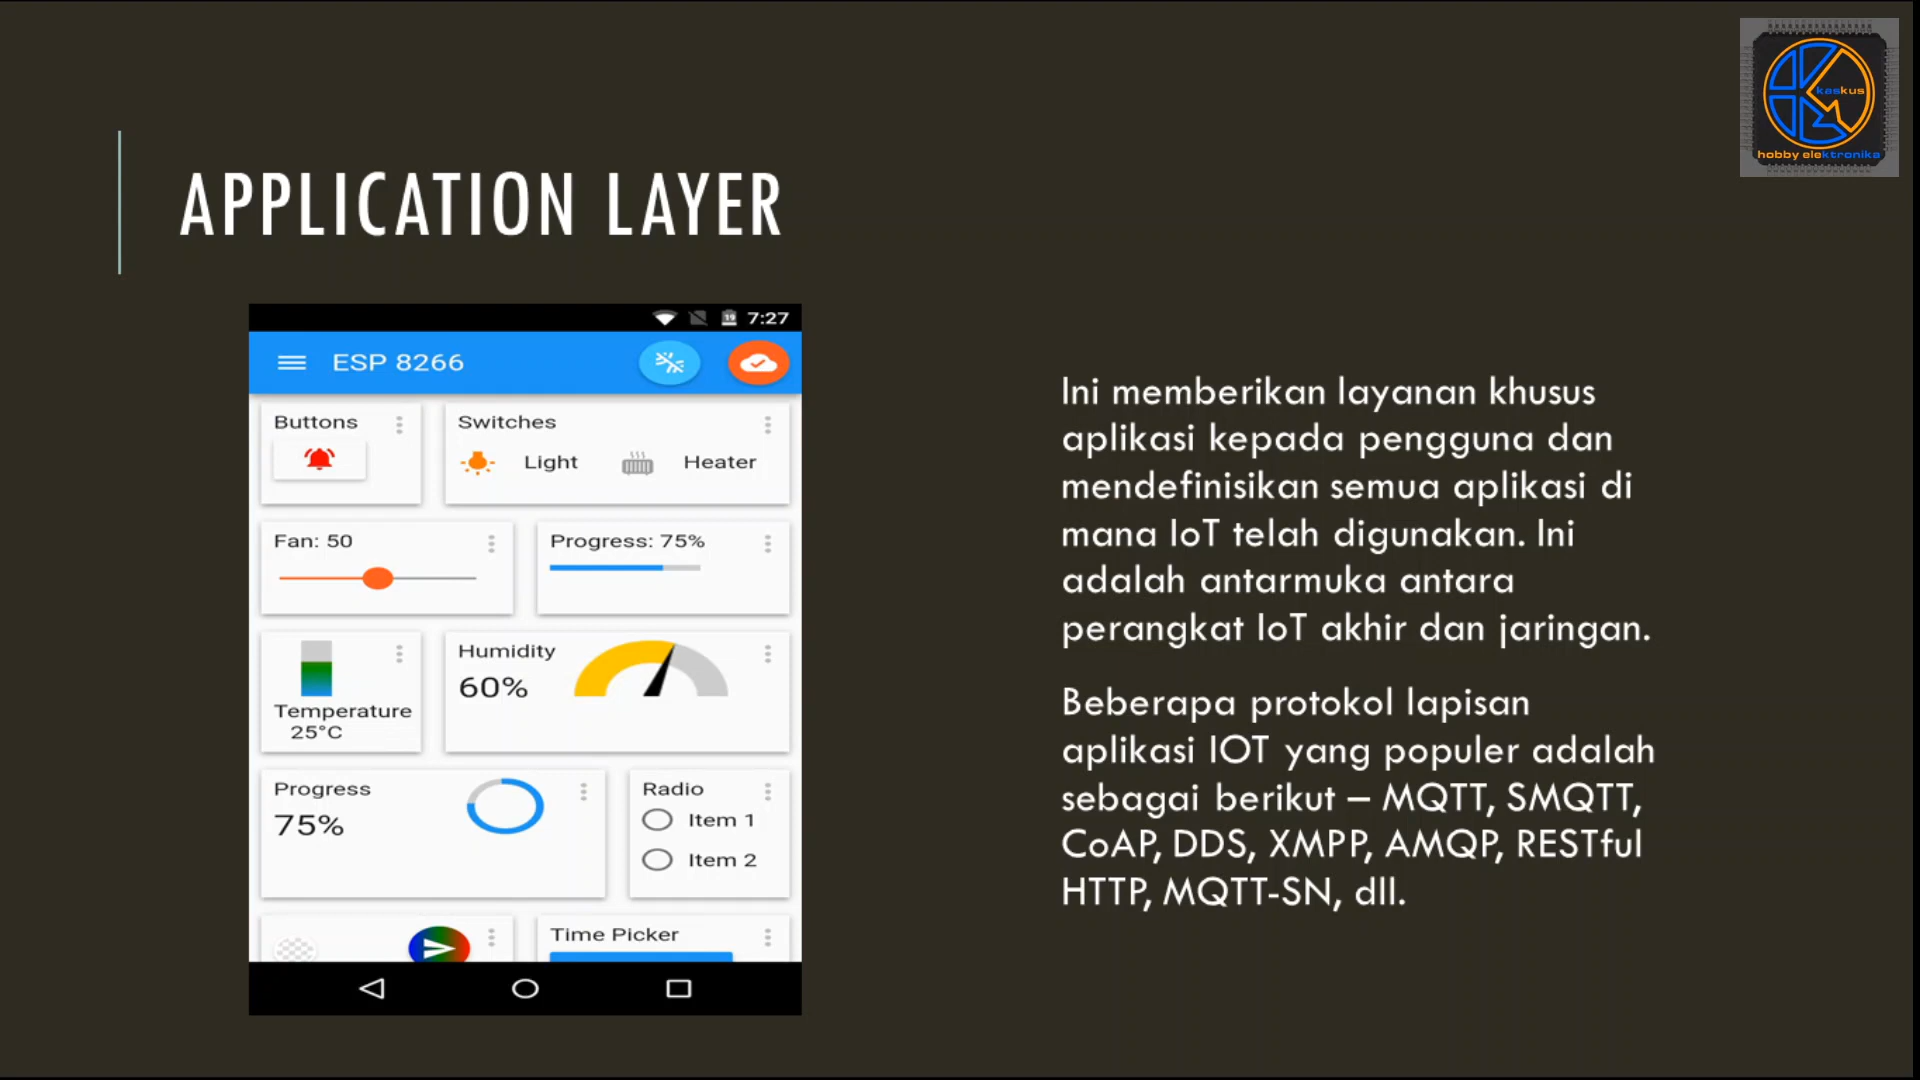 kaskus
hobby elektronika
APPLICATION LAYER
19 7:27
ESP 8266
Buttons
Switches
Light
Heater
Fan: 50
Progress: 75%
Temperature
25°C
Humidity
60%
Progress
75%
Radio
Item 1
Item 2
Time Picker
Ini memberikan layanan khusus
aplikasi kepada pengguna dan
mendefinisikan semua aplikasi di
mana IoT telah digunakan. Ini
adalah antarmuka antara
perangkat IoT akhir dan jaringan.
Beberapa protokol lapisan
aplikasi IOT yang populer adalah
sebagai berikut – MQTT, SMQTT,
CoAP, DDS, XMPP, AMQP, RESTful
HTTP, MQTT-SN, dll.